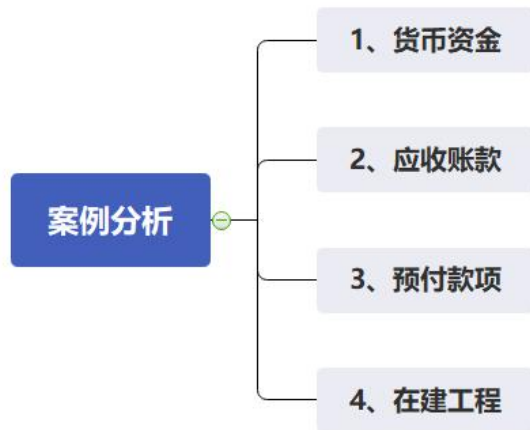 案例分析
1、货币资金
2、应收账款
3、预付款项
4、在建工程